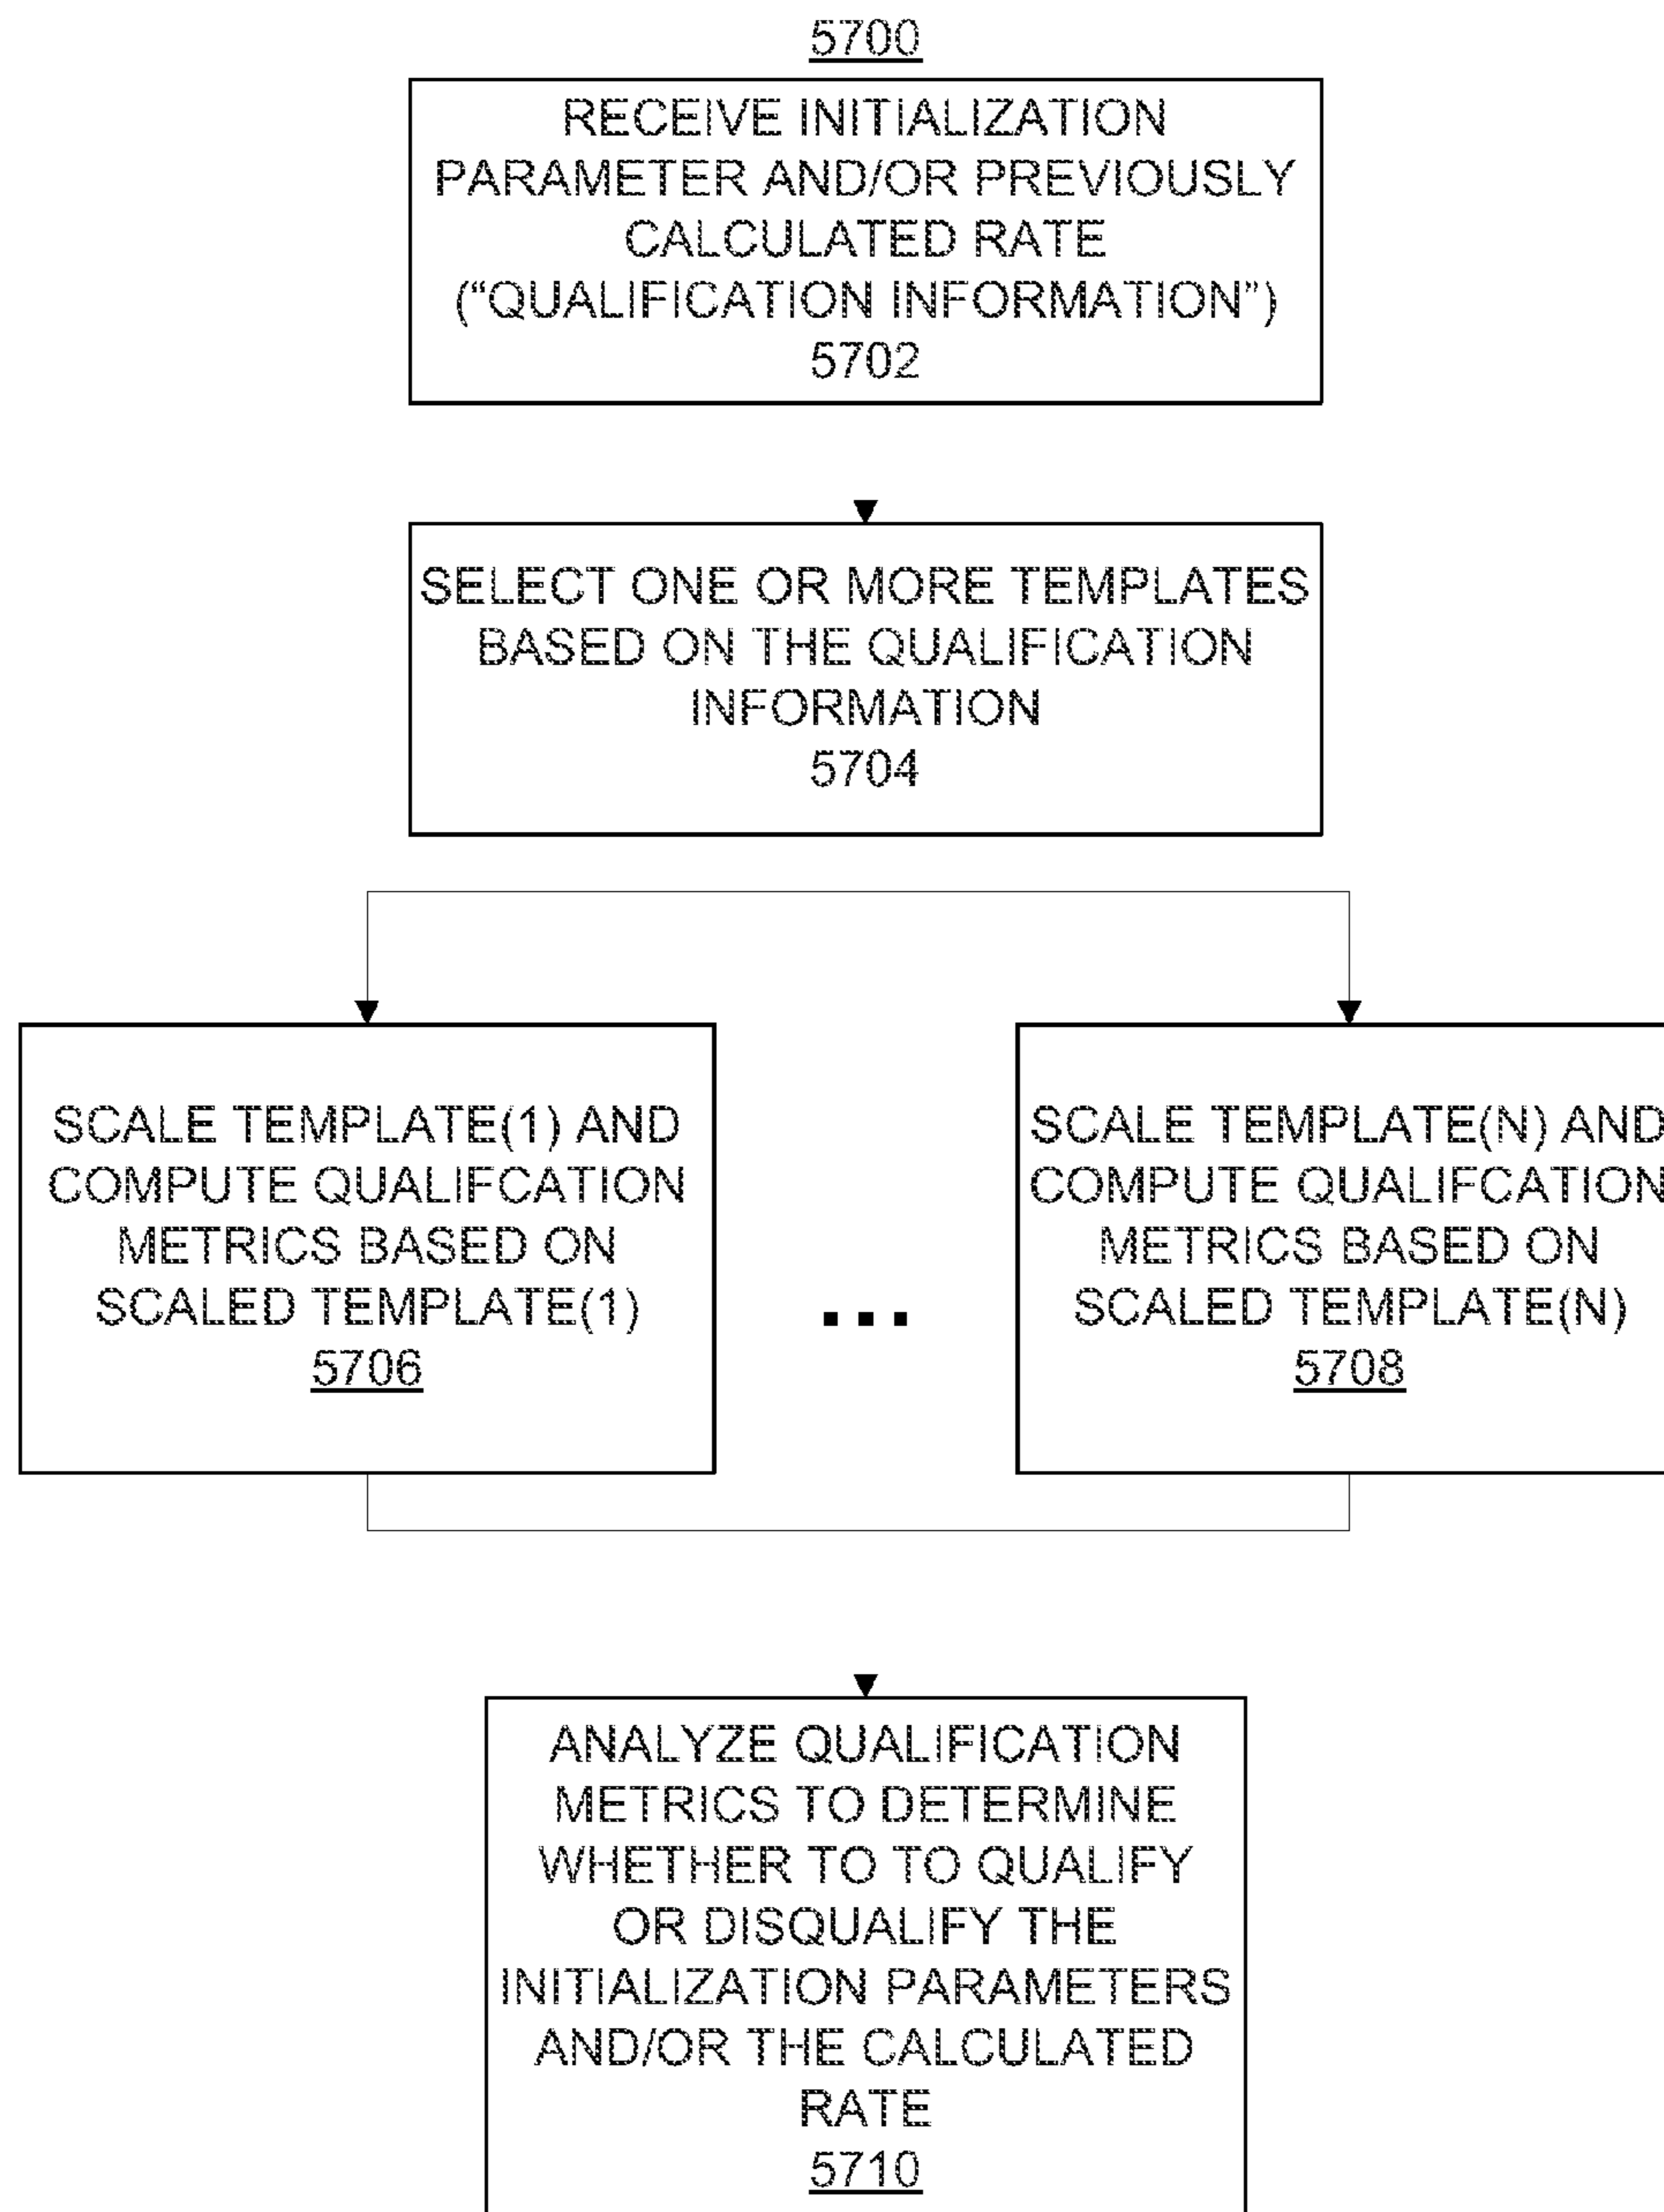 5700
RECEIVE INITIALIZATION
PARAMETER AND/OR PREVIOUSLY
CALCULATED RATE
(“QUALIFICATION INFORMATION”)
5702
SELECT ONE OR MORE TEMPLATES
BASED ON THE QUALIFICATION
INFORMATION
5704
SCALE TEMPLATE(1) AND
COMPUTE QUALIFCATION
METRICS BASED ON
SCALED TEMPLATE(1)
5706
...
SCALE TEMPLATE(N) AND
COMPUTE QUALIFCATION
METRICS BASED ON
SCALED TEMPLATE(N)
5708
ANALYZE QUALIFICATION
METRICS TO DETERMINE
WHETHER TO TO QUALIFY
OR DISQUALIFY THE
INITIALIZATION PARAMETERS
AND/OR THE CALCULATED
RATE
5710